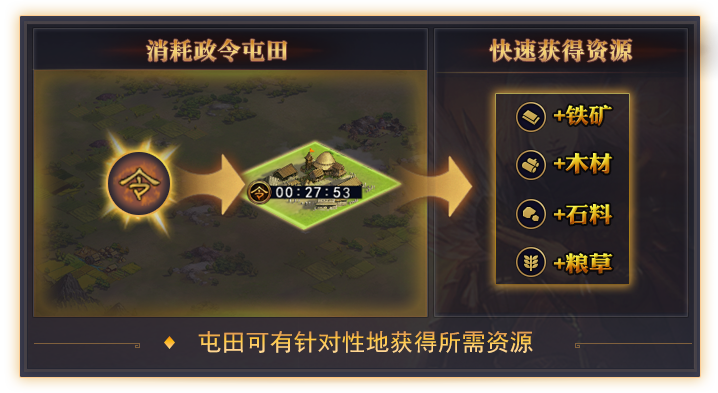 消耗政令屯田
快速获得资源
令
令 00:27:53
+铁矿
+木材
+石料
+粮草
屯田可有针对性地获得所需资源